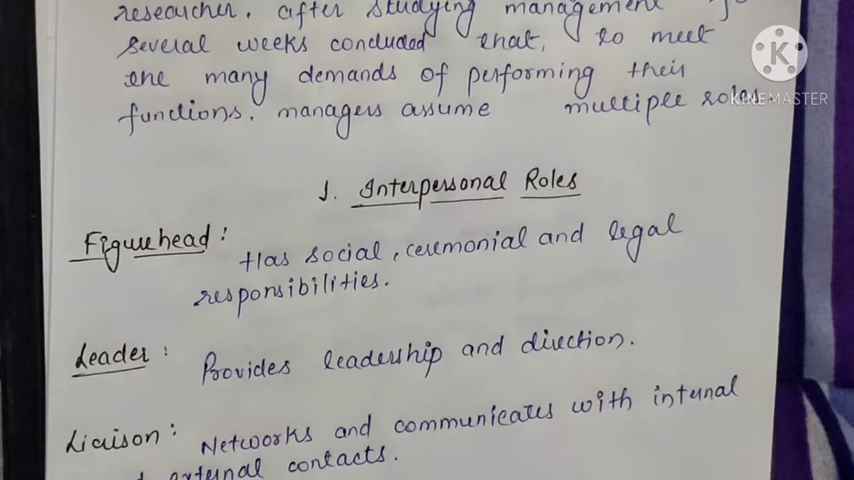 researcher. after studying management
several weeks concluded that, to meet
the many demands of performing their
functions. managers assume multiple roles.
KINEMASTER
1. Interpersonal Roles
Figurehead:
Has social, ceremonial and legal
responsibilities.
Leader: Provides leadership and direction.
Liaison: Networks and communicates with internal
external contacts.